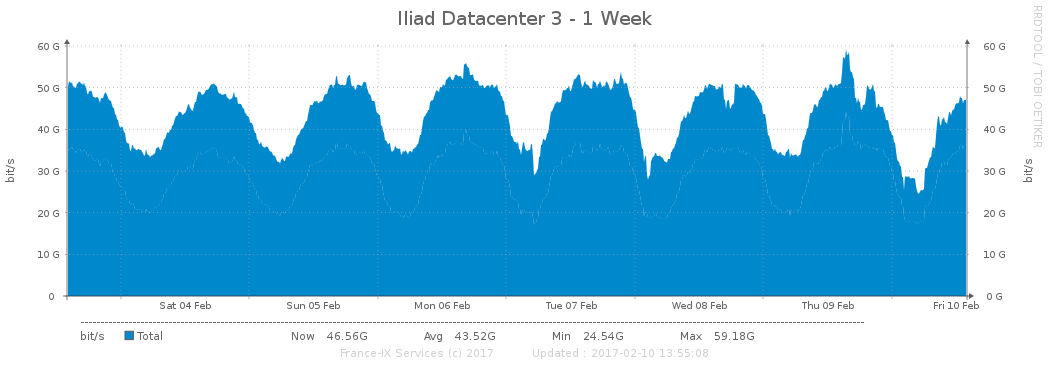 Iliad Datacenter 3 - 1 Week
RRDTOOL / TOBI OETIKER
bit/s
60 G 60 G
50 G 50 G
40 G 40 G
30 G 30 G
20 G 20 G
10 G 10 G
0 0 G
bit/s
Sat 04 Feb Sun 05 Feb Mon 06 Feb Tue 07 Feb Wed 08 Feb Thu 09 Feb Fri 10 Feb
bit/s Total Now 46.56G Avg 43.52G Min 24.54G Max 59.18G
France-IX Services (c) 2017 Updated : 2017-02-10 13:55:08